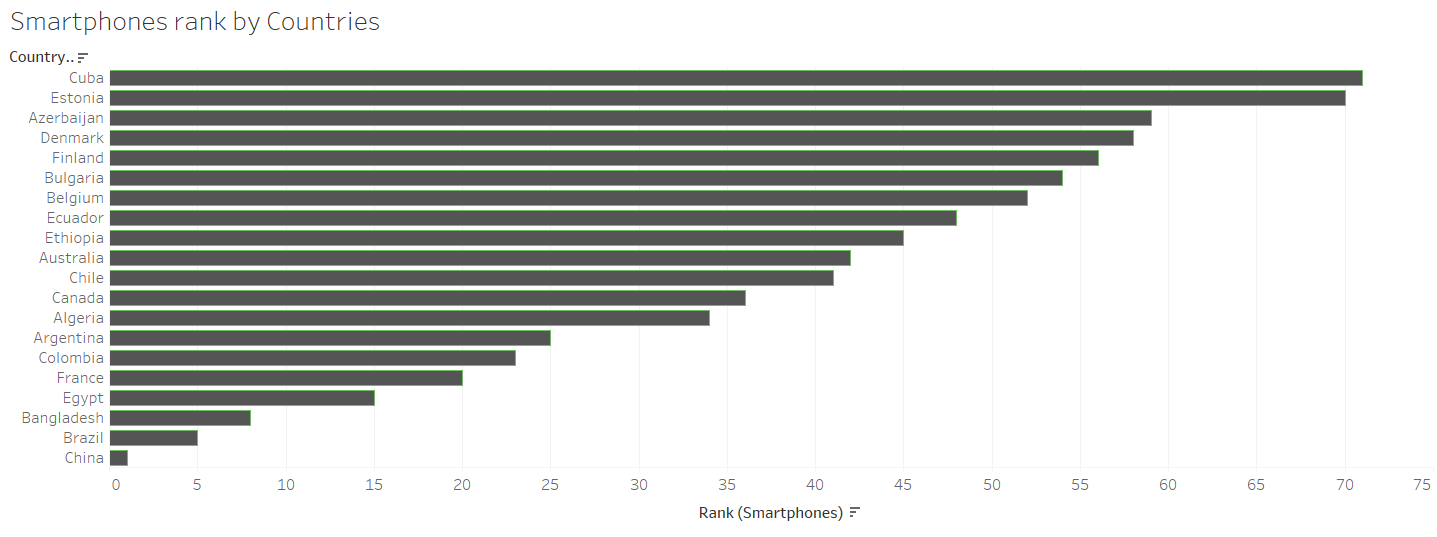 Smartphones rank by Countries
Country..
Cuba
Estonia
Azerbaijan
Denmark
Finland
Bulgaria
Belgium
Ecuador
Ethiopia
Australia
Chile
Canada
Algeria
Argentina
Colombia
France
Egypt
Bangladesh
Brazil
China
0 5 10 15 20 25 30 35 40 45 50 55 60 65 70 75
Rank (Smartphones)